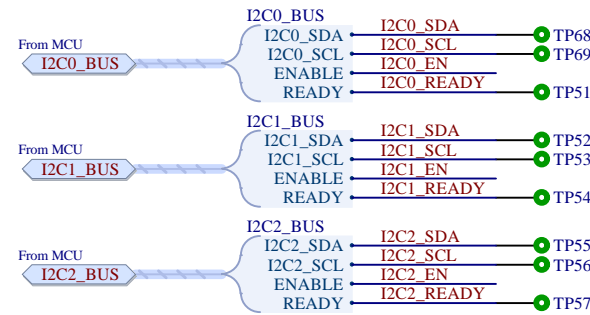 I2C0_BUS
I2C0_SDA I2C0_SDA TP68
From MCU
I2C0_SCL I2C0_SCL TP69
I2C0_BUS
ENABLE I2C0_EN
READY I2C0_READY TP51
I2C1_BUS
I2C1_SDA I2C1_SDA TP52
From MCU
I2C1_SCL I2C1_SCL TP53
I2C1_BUS
ENABLE I2C1_EN
READY I2C1_READY TP54
I2C2_BUS
I2C2_SDA I2C2_SDA TP55
From MCU
I2C2_SCL I2C2_SCL TP56
I2C2_BUS
ENABLE I2C2_EN
READY I2C2_READY TP57